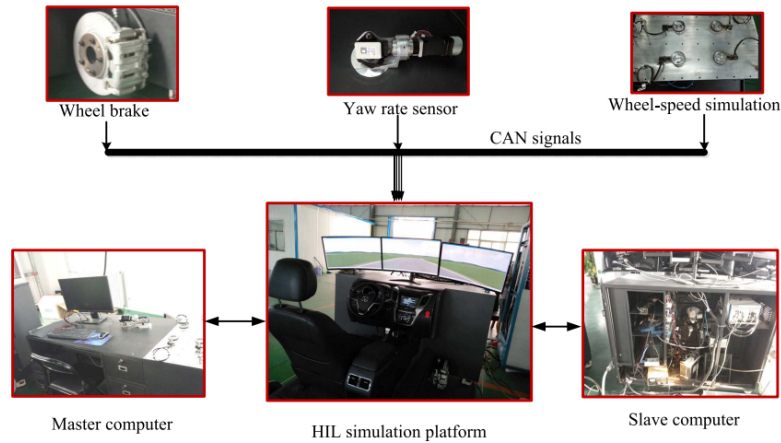 Wheel brake
Yaw rate sensor
Wheel-speed simulation
CAN signals
Master computer
HIL simulation platform
Slave computer